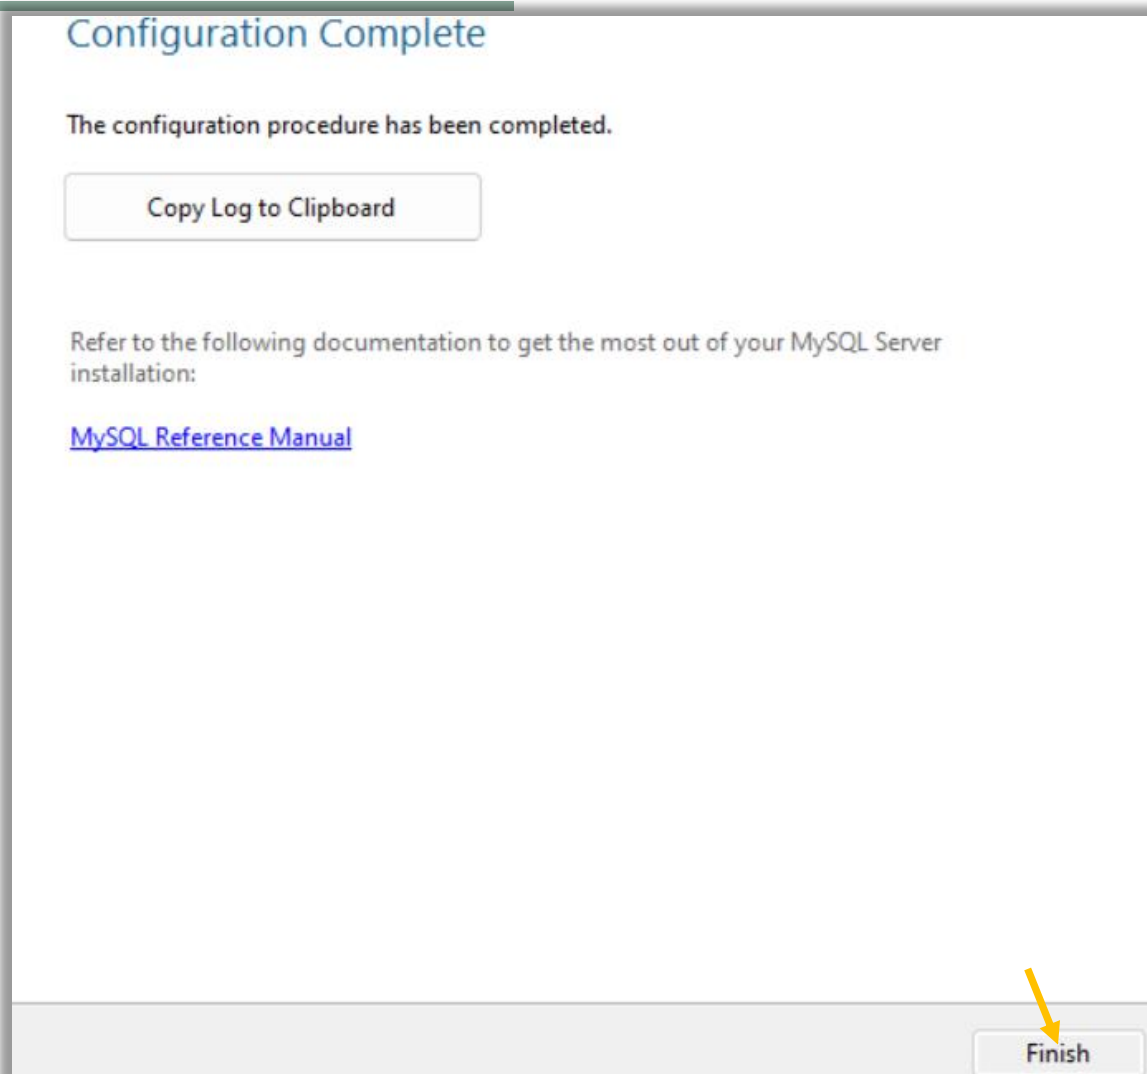 Configuration Complete
The configuration procedure has been completed.
Copy Log to Clipboard
Refer to the following documentation to get the most out of your MySQL Server
installation:
MySQL Reference Manual
Finish